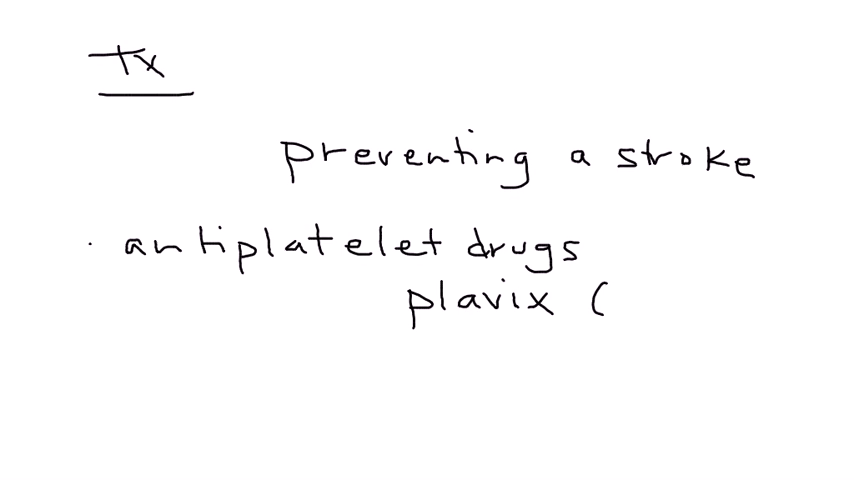 Tx
preventing a stroke
· antiplatelet drugs
plavix (